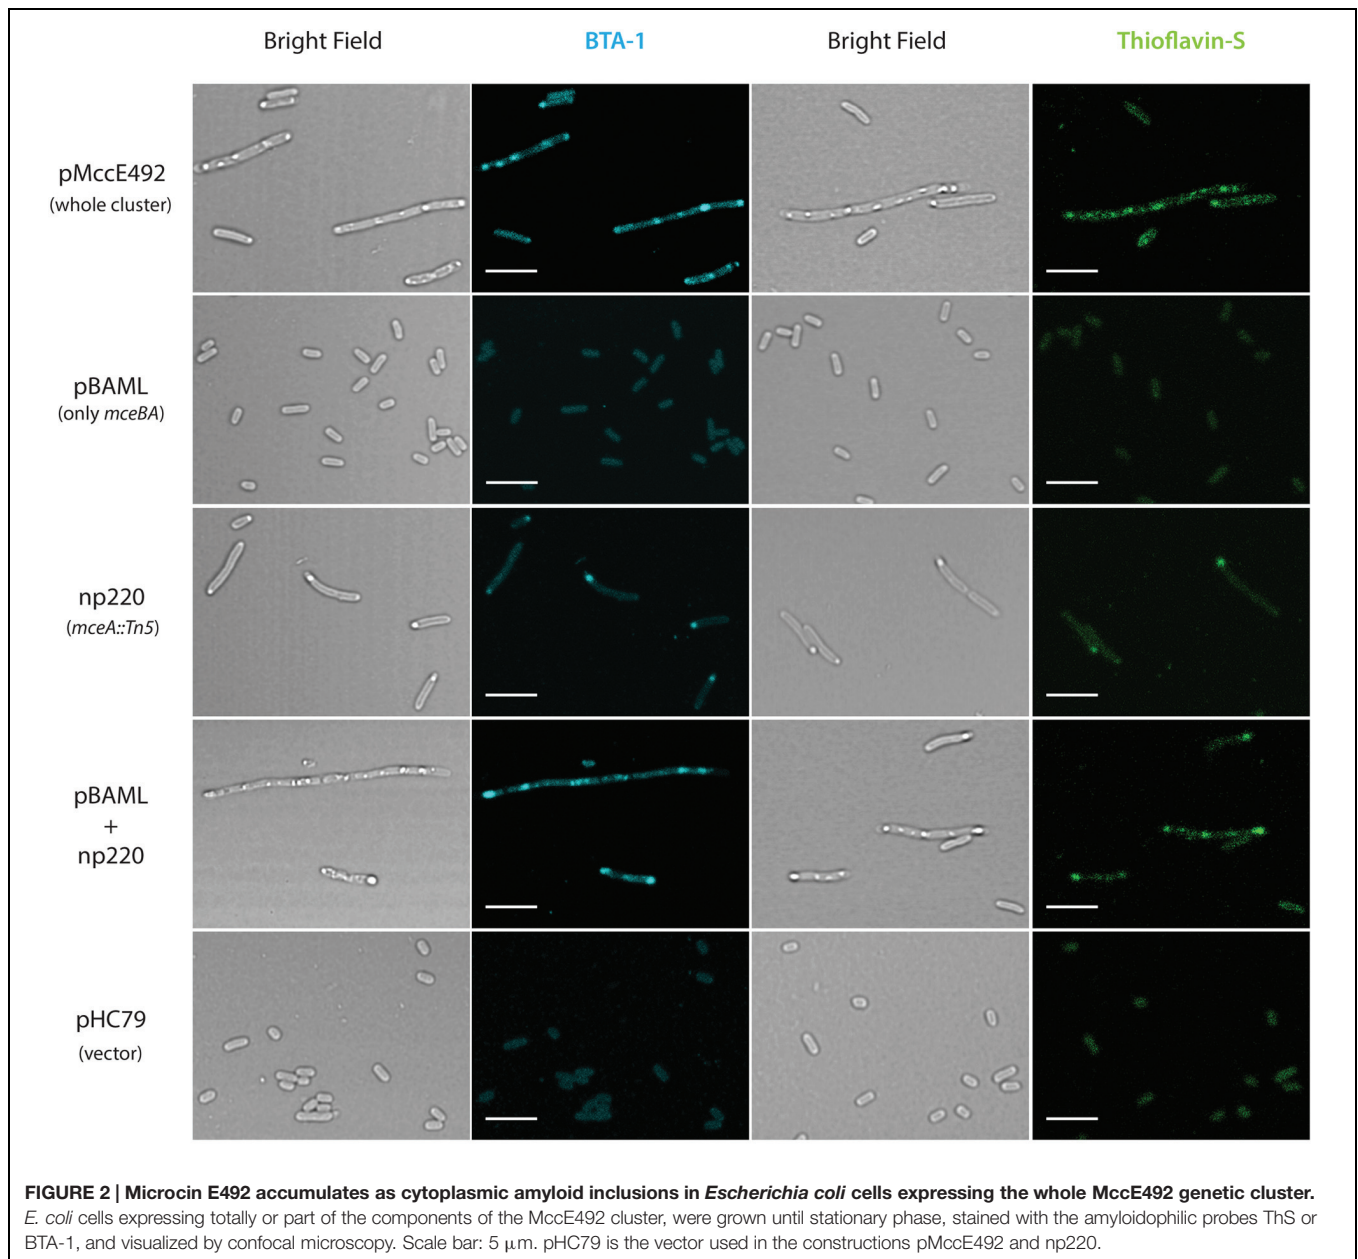 Bright Field BTA-1 Bright Field Thioflavin-S
pMccE492
(whole cluster)
pBAML
(only mceBA)
np220
(mceA::Tn5)
pBAML
+
np220
pHC79
(vector)
FIGURE 2 | Microcin E492 accumulates as cytoplasmic amyloid inclusions in Escherichia coli cells expressing the whole MccE492 genetic cluster.
E. coli cells expressing totally or part of the components of the MccE492 cluster, were grown until stationary phase, stained with the amyloidophilic probes ThS or
BTA-1, and visualized by confocal microscopy. Scale bar: 5 μm. pHC79 is the vector used in the constructions pMccE492 and np220.